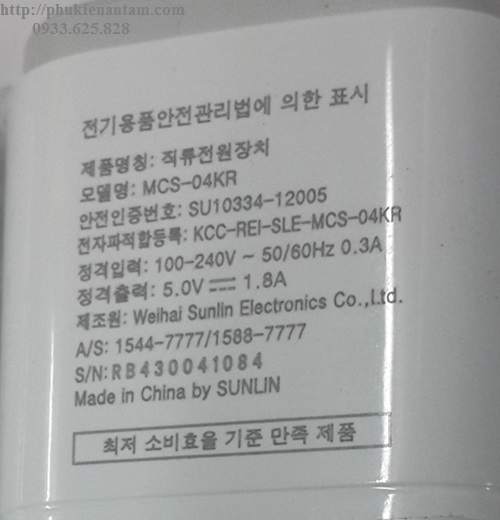 http://phukienantam.com
0933.625.828
전기용품안전관리법에 의한 표시
제품명칭: 직류전원장치
모델명: MCS-04KR
안전인증번호: SU10334-12005
전자파적합등록: KCC-REI-SLE-MCS-04KR
정격입력: 100-240V ~ 50/60Hz 0.3A
정격출력: 5.0V ⎓ 1.8A
제조원: Weihai Sunlin Electronics Co.,Ltd.
A/S: 1544-7777/1588-7777
S/N: RB430041084
Made in China by SUNLIN
최저 소비효율 기준 만족 제품